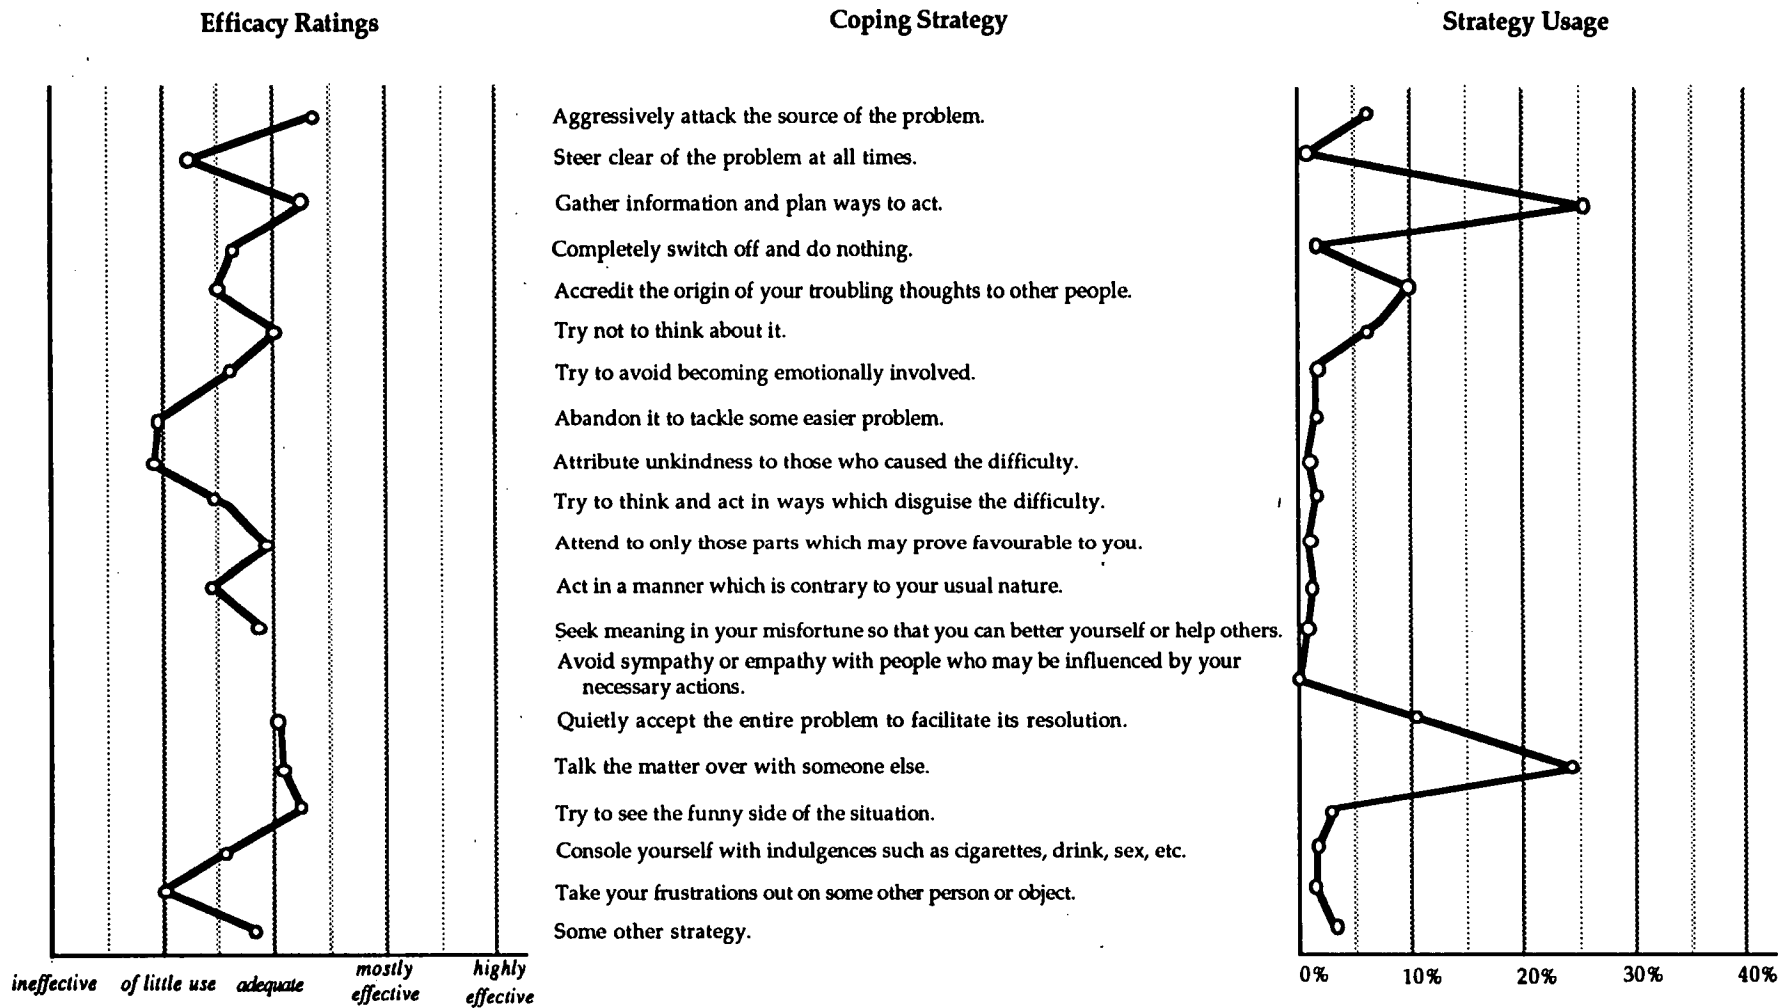 Efficacy Ratings
Coping Strategy
Strategy Usage
Aggressively attack the source of the problem.
Steer clear of the problem at all times.
Gather information and plan ways to act.
Completely switch off and do nothing.
Accredit the origin of your troubling thoughts to other people.
Try not to think about it.
Try to avoid becoming emotionally involved.
Abandon it to tackle some easier problem.
Attribute unkindness to those who caused the difficulty.
Try to think and act in ways which disguise the difficulty.
Attend to only those parts which may prove favourable to you.
Act in a manner which is contrary to your usual nature.
Seek meaning in your misfortune so that you can better yourself or help others.
Avoid sympathy or empathy with people who may be influenced by your
necessary actions.
Quietly accept the entire problem to facilitate its resolution.
Talk the matter over with someone else.
Try to see the funny side of the situation.
Console yourself with indulgences such as cigarettes, drink, sex, etc.
Take your frustrations out on some other person or object.
Some other strategy.
ineffective
of little use
adequate
mostly
effective
highly
effective
0%
10%
20%
30%
40%